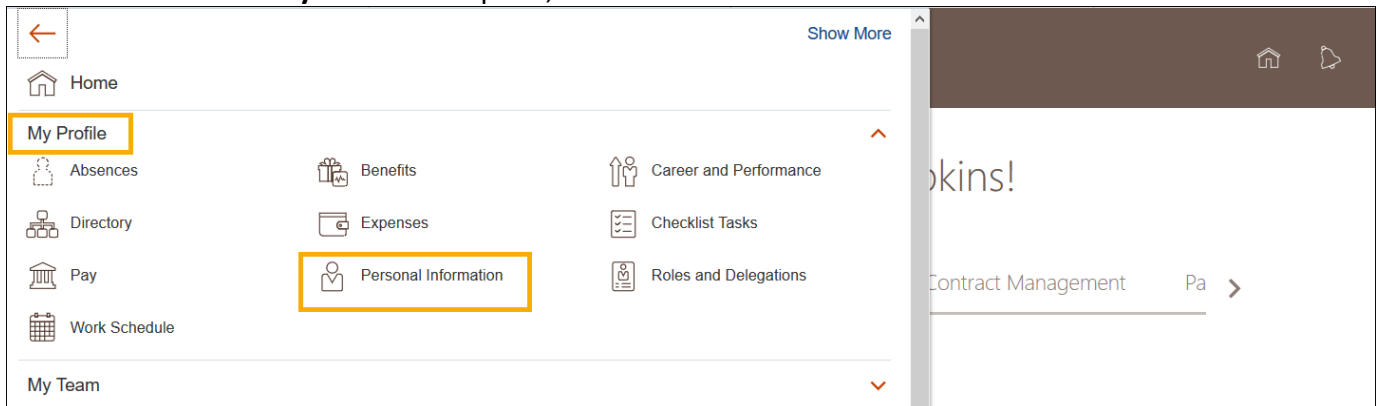 Show More
Home
My Profile
Absences Benefits Career and Performance
Directory Expenses Checklist Tasks
Pay Personal Information Roles and Delegations
Work Schedule
My Team
kins!
Contract Management Pa